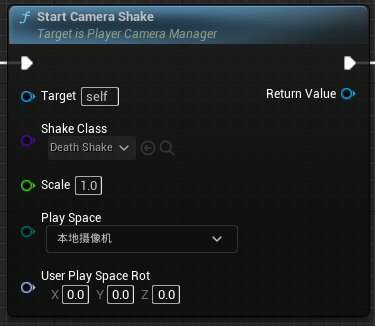 Start Camera Shake
Target is Player Camera Manager
Target self
Return Value
Shake Class
Death Shake
Scale 1.0
Play Space
本地摄像机
User Play Space Rot
X 0.0 Y 0.0 Z 0.0